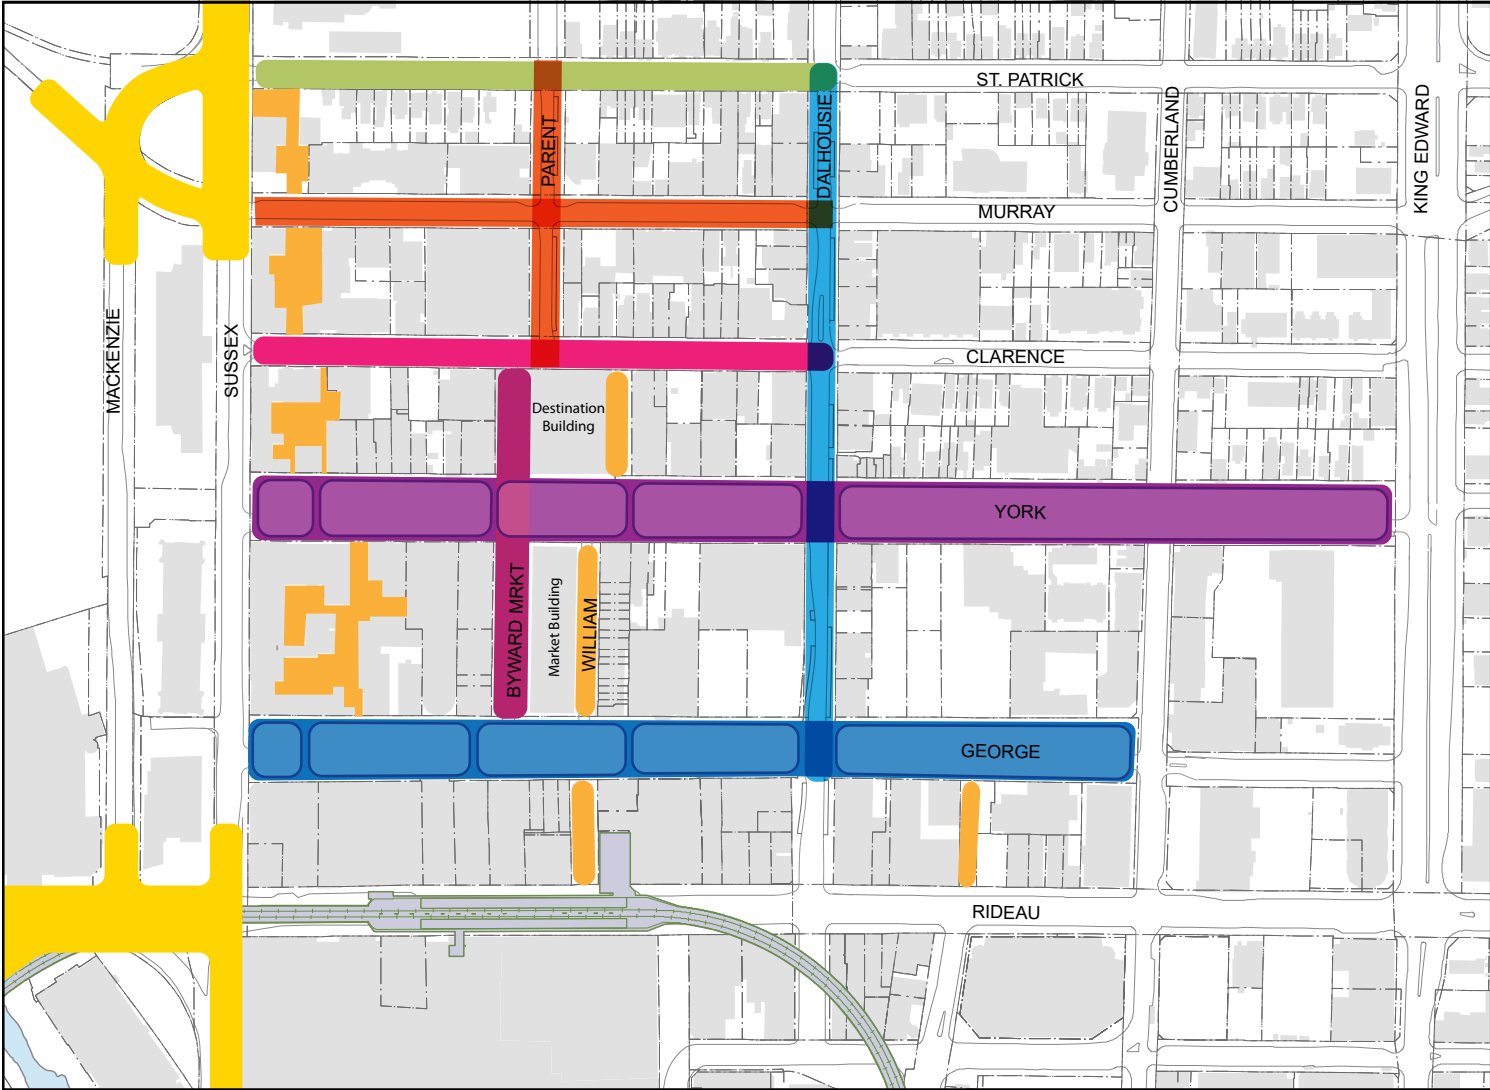 ST. PATRICK
PARENT
DALHOUSIE
CUMBERLAND
KING EDWARD
MURRAY
MACKENZIE
SUSSEX
CLARENCE
Destination
Building
YORK
BYWARD MRKT
Market Building
WILLIAM
GEORGE
RIDEAU